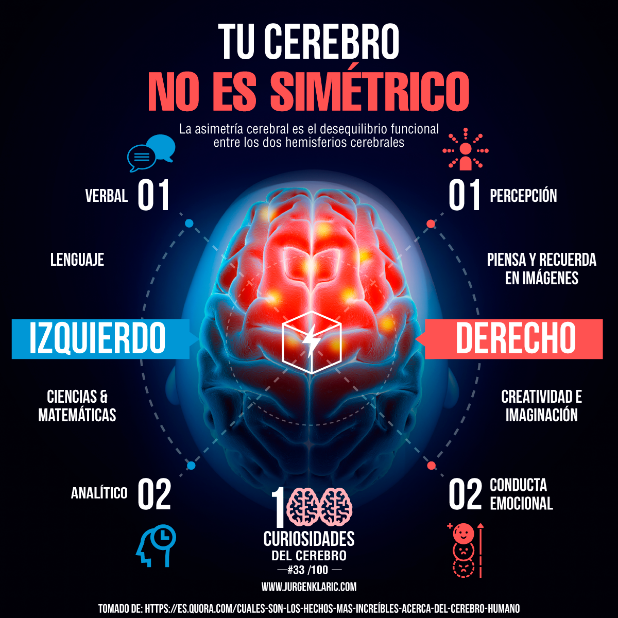 TU CEREBRO
NO ES SIMÉTRICO
La asimetría cerebral es el desequilibrio funcional
entre los dos hemisferios cerebrales
VERBAL 01
01 PERCEPCIÓN
LENGUAJE
PIENSA Y RECUERDA
EN IMÁGENES
IZQUIERDO
DERECHO
CIENCIAS &
MATEMÁTICAS
CREATIVIDAD E
IMAGINACIÓN
ANALÍTICO 02
02 CONDUCTA
EMOCIONAL
100
CURIOSIDADES
DEL CEREBRO
#33 /100
WWW.JURGENKLARIC.COM
TOMADO DE: HTTPS://ES.QUORA.COM/CUALES-SON-LOS-HECHOS-MAS-INCREÍBLES-ACERCA-DEL-CEREBRO-HUMANO